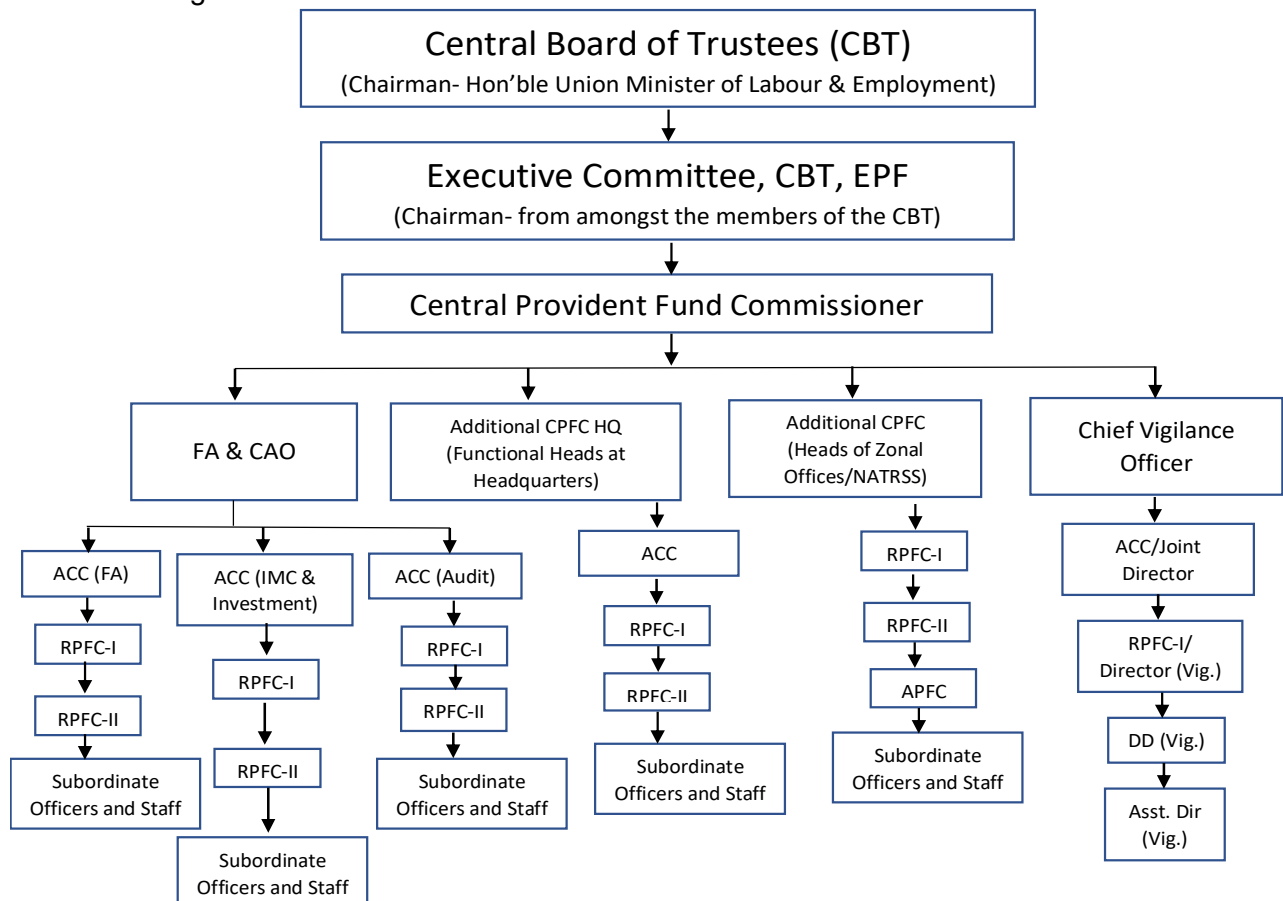 Central Board of Trustees (CBT)
(Chairman- Hon’ble Union Minister of Labour & Employment)
Executive Committee, CBT, EPF
(Chairman- from amongst the members of the CBT)
Central Provident Fund Commissioner
FA & CAO
Additional CPFC HQ
(Functional Heads at
Headquarters)
Additional CPFC
(Heads of Zonal
Offices/NATRSS)
Chief Vigilance
Officer
ACC (FA)
RPFC-I
RPFC-II
Subordinate
Officers and Staff
ACC (IMC &
Investment)
RPFC-I
RPFC-II
Subordinate
Officers and Staff
ACC (Audit)
RPFC-I
RPFC-II
Subordinate
Officers and Staff
ACC
RPFC-I
RPFC-II
Subordinate
Officers and Staff
RPFC-I
RPFC-II
APFC
Subordinate
Officers and Staff
ACC/Joint
Director
RPFC-I/
Director (Vig.)
DD (Vig.)
Asst. Dir
(Vig.)